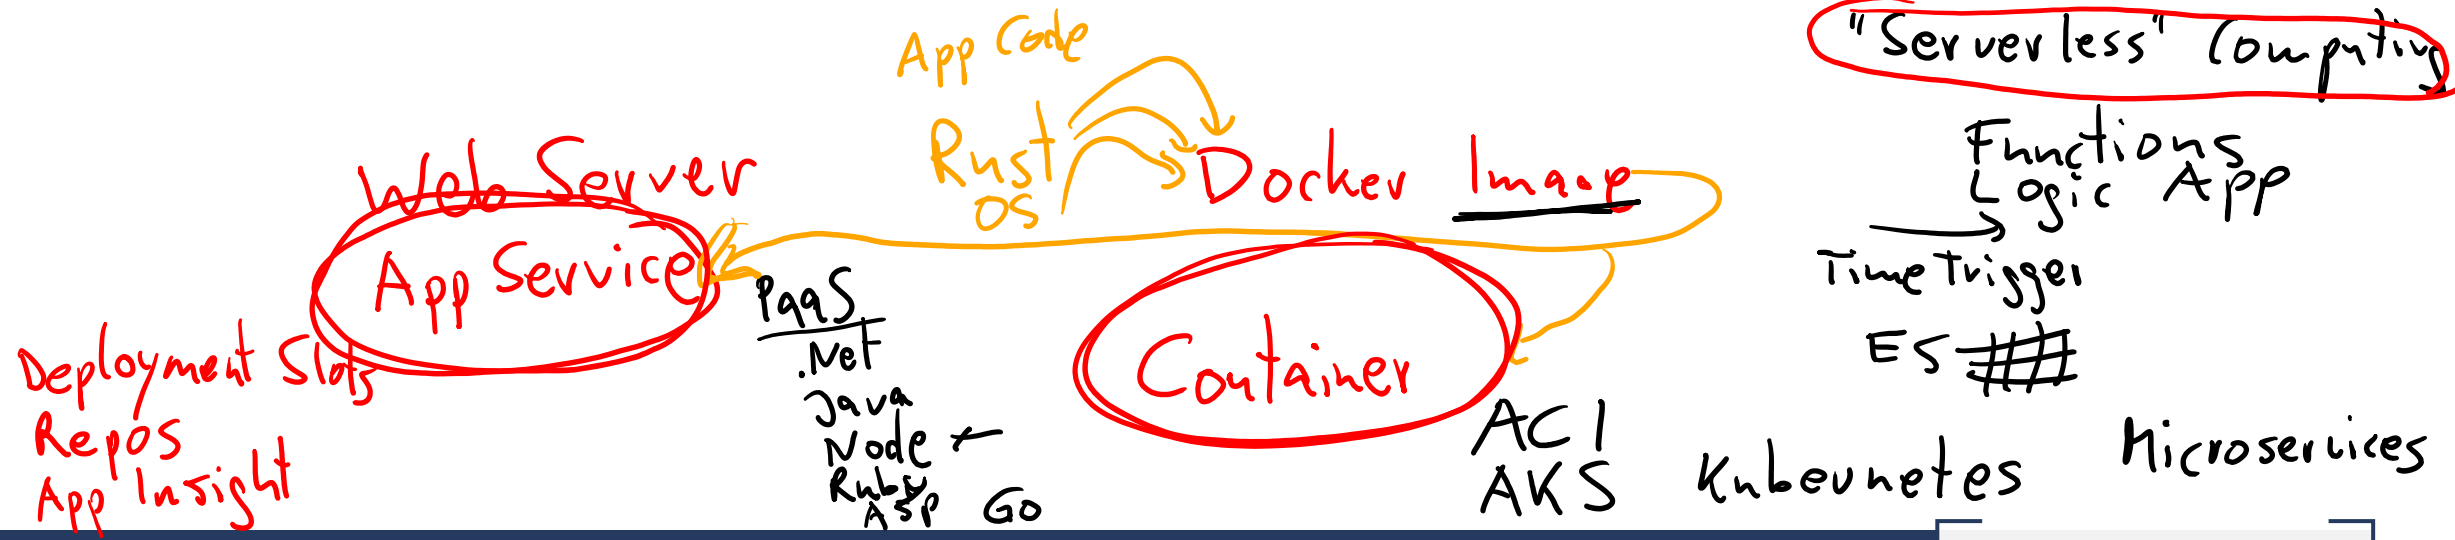 App Code
Rust
OS
Web Server
App Service
Deployment Slots
Repos
App Insight
PaaS
.Net
Java
Node
Ruby
Asp
Go
Docker Image
Container
ACI
AKS
Kubernetes
"Serverless" Computing
Functions
Logic App
Time Trigger
ES
Microservices